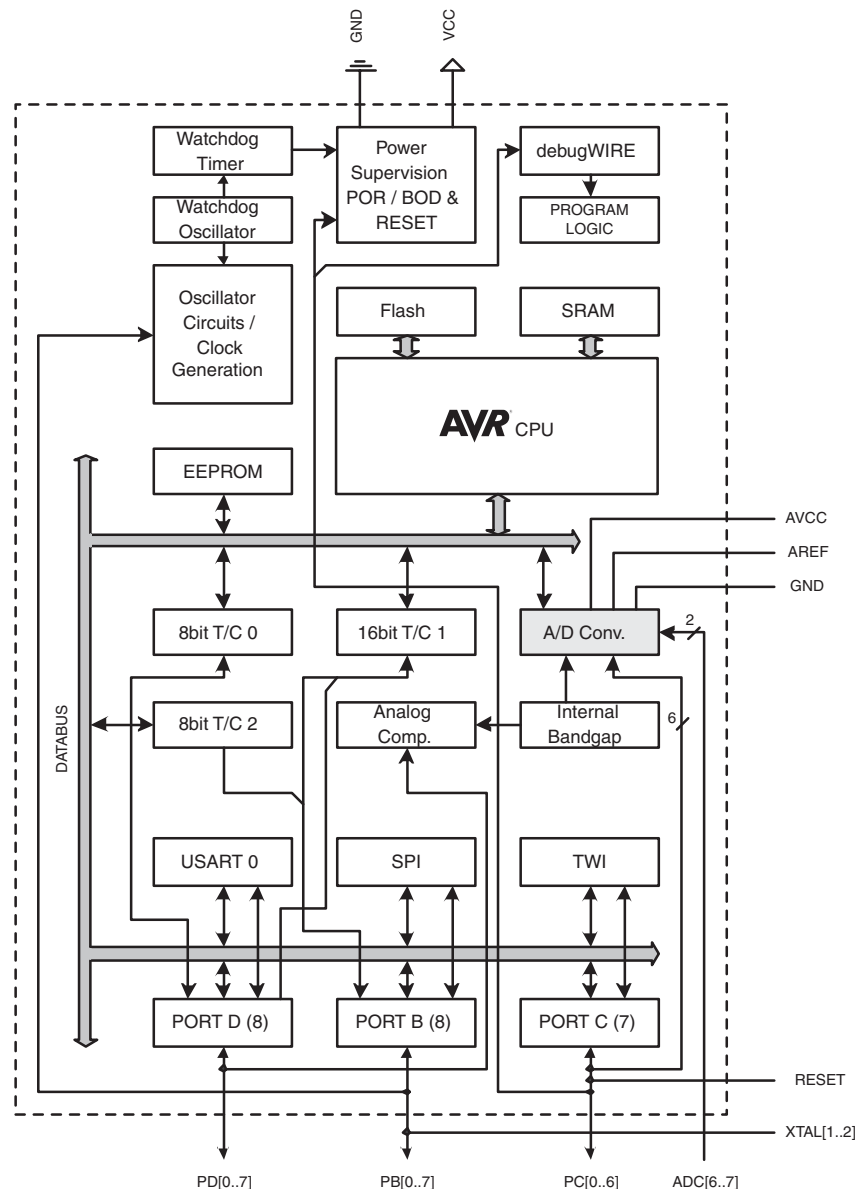 GND
VCC
Watchdog
Timer
Power
Supervision
POR / BOD &
RESET
debugWIRE
Watchdog
Oscillator
PROGRAM
LOGIC
Oscillator
Circuits /
Clock
Generation
Flash
SRAM
AVR CPU
EEPROM
AVCC
AREF
GND
8bit T/C 0
16bit T/C 1
A/D Conv.
2
DATABUS
8bit T/C 2
Analog
Comp.
Internal
Bandgap
6
USART 0
SPI
TWI
PORT D (8)
PORT B (8)
PORT C (7)
RESET
XTAL[1..2]
PD[0..7]
PB[0..7]
PC[0..6]
ADC[6..7]